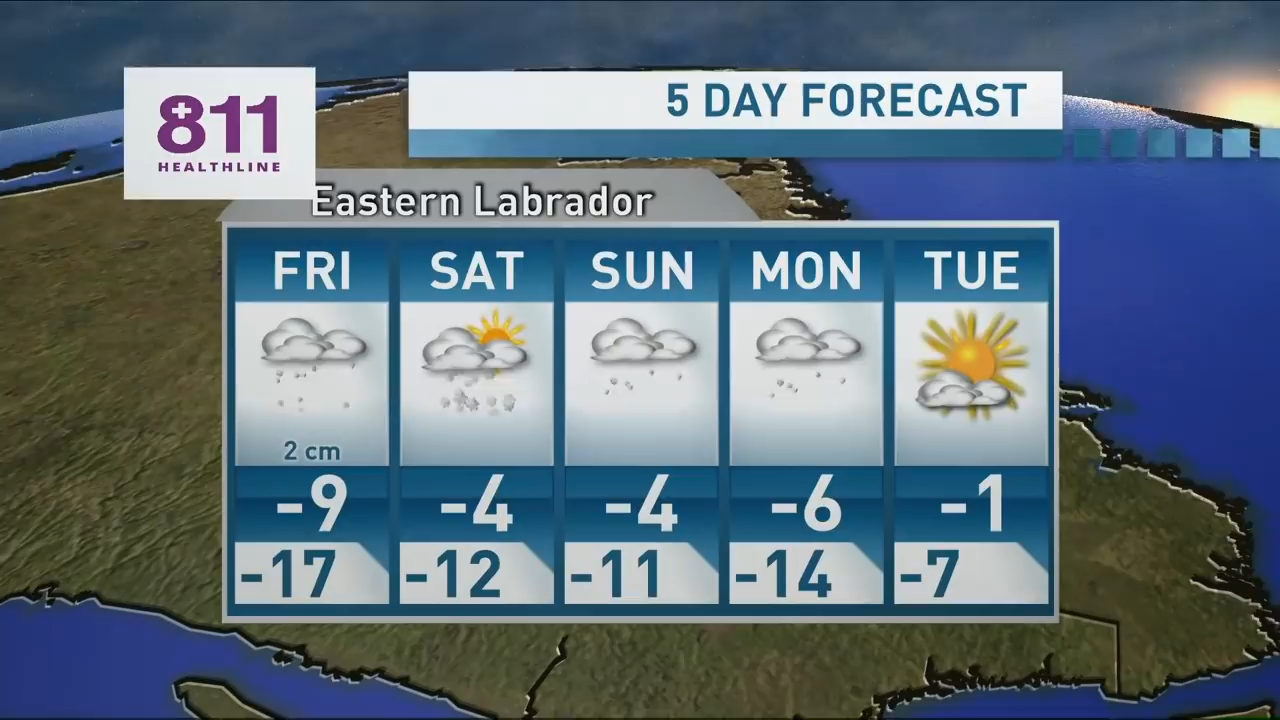 811
HEALTHLINE
5 DAY FORECAST
Eastern Labrador
FRI SAT SUN MON TUE
2 cm
-9 -4 -4 -6 -1
-17 -12 -11 -14 -7